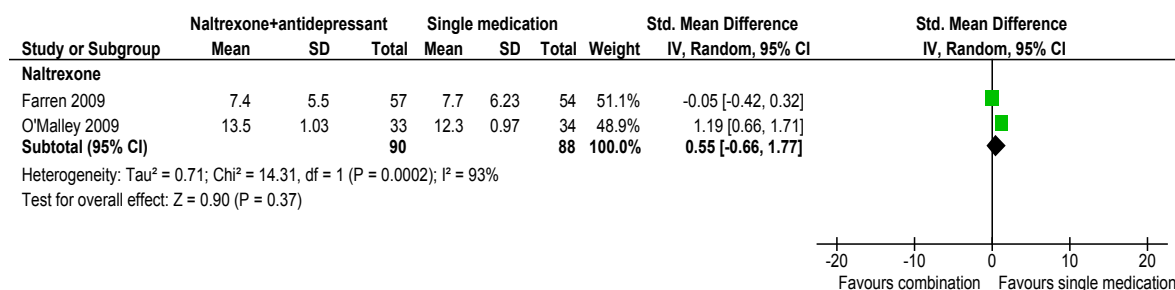 Naltrexone+antidepressant Single medication Std. Mean Difference Std. Mean Difference
Study or Subgroup Mean SD Total Mean SD Total Weight IV, Random, 95% CI IV, Random, 95% CI
Naltrexone
Farren 2009 7.4 5.5 57 7.7 6.23 54 51.1% -0.05 [-0.42, 0.32]
O'Malley 2009 13.5 1.03 33 12.3 0.97 34 48.9% 1.19 [0.66, 1.71]
Subtotal (95% CI) 90 88 100.0% 0.55 [-0.66, 1.77]
Heterogeneity: Tau² = 0.71; Chi² = 14.31, df = 1 (P = 0.0002); I² = 93%
Test for overall effect: Z = 0.90 (P = 0.37)
-20 -10 0 10 20
Favours combination Favours single medication